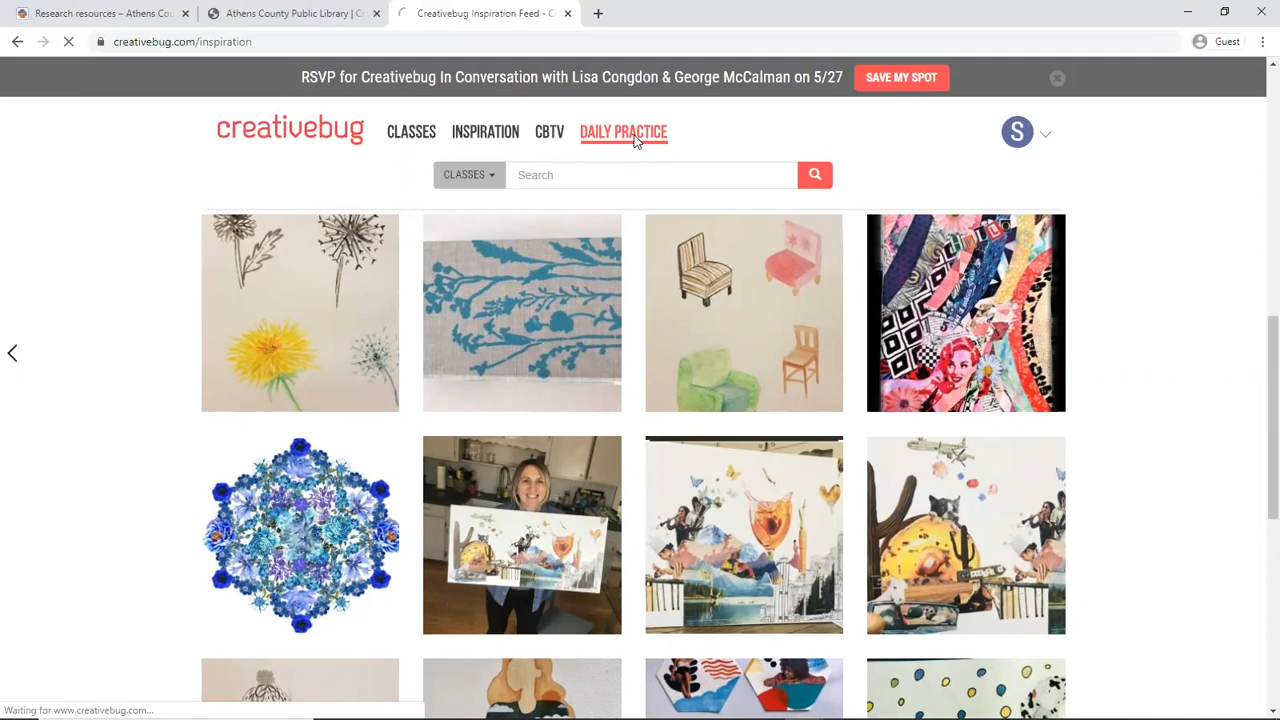 Research resources – Athens Cou
Athens County Public Library | C
Creativebug Inspiration Feed - C
creativebug.com/inspiration
Guest
RSVP for Creativebug In Conversation with Lisa Congdon & George McCalman on 5/27
SAVE MY SPOT
creativebug
CLASSES
INSPIRATION
CBTV
DAILY PRACTICE
S
CLASSES
Search
HELLO
Waiting for www.creativebug.com...